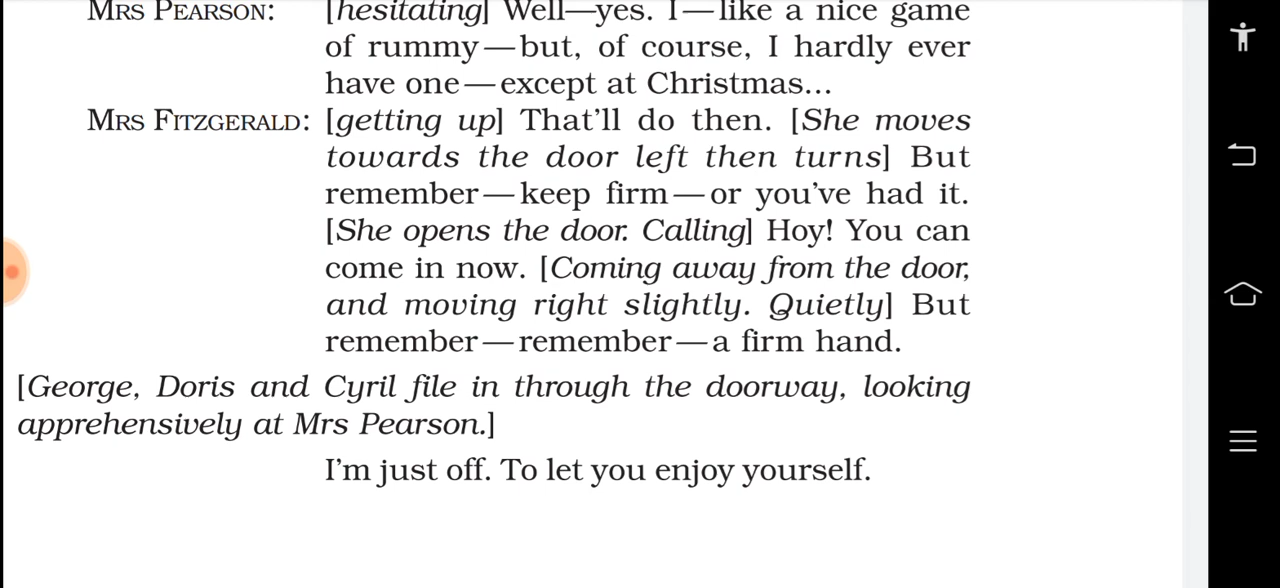 MRS PEARSON: [hesitating] Well—yes. I—like a nice game
of rummy—but, of course, I hardly ever
have one—except at Christmas...
MRS FITZGERALD: [getting up] That'll do then. [She moves
towards the door left then turns] But
remember—keep firm—or you've had it.
[She opens the door. Calling] Hoy! You can
come in now. [Coming away from the door,
and moving right slightly. Quietly] But
remember—remember—a firm hand.
[George, Doris and Cyril file in through the doorway, looking
apprehensively at Mrs Pearson.]
I'm just off. To let you enjoy yourself.